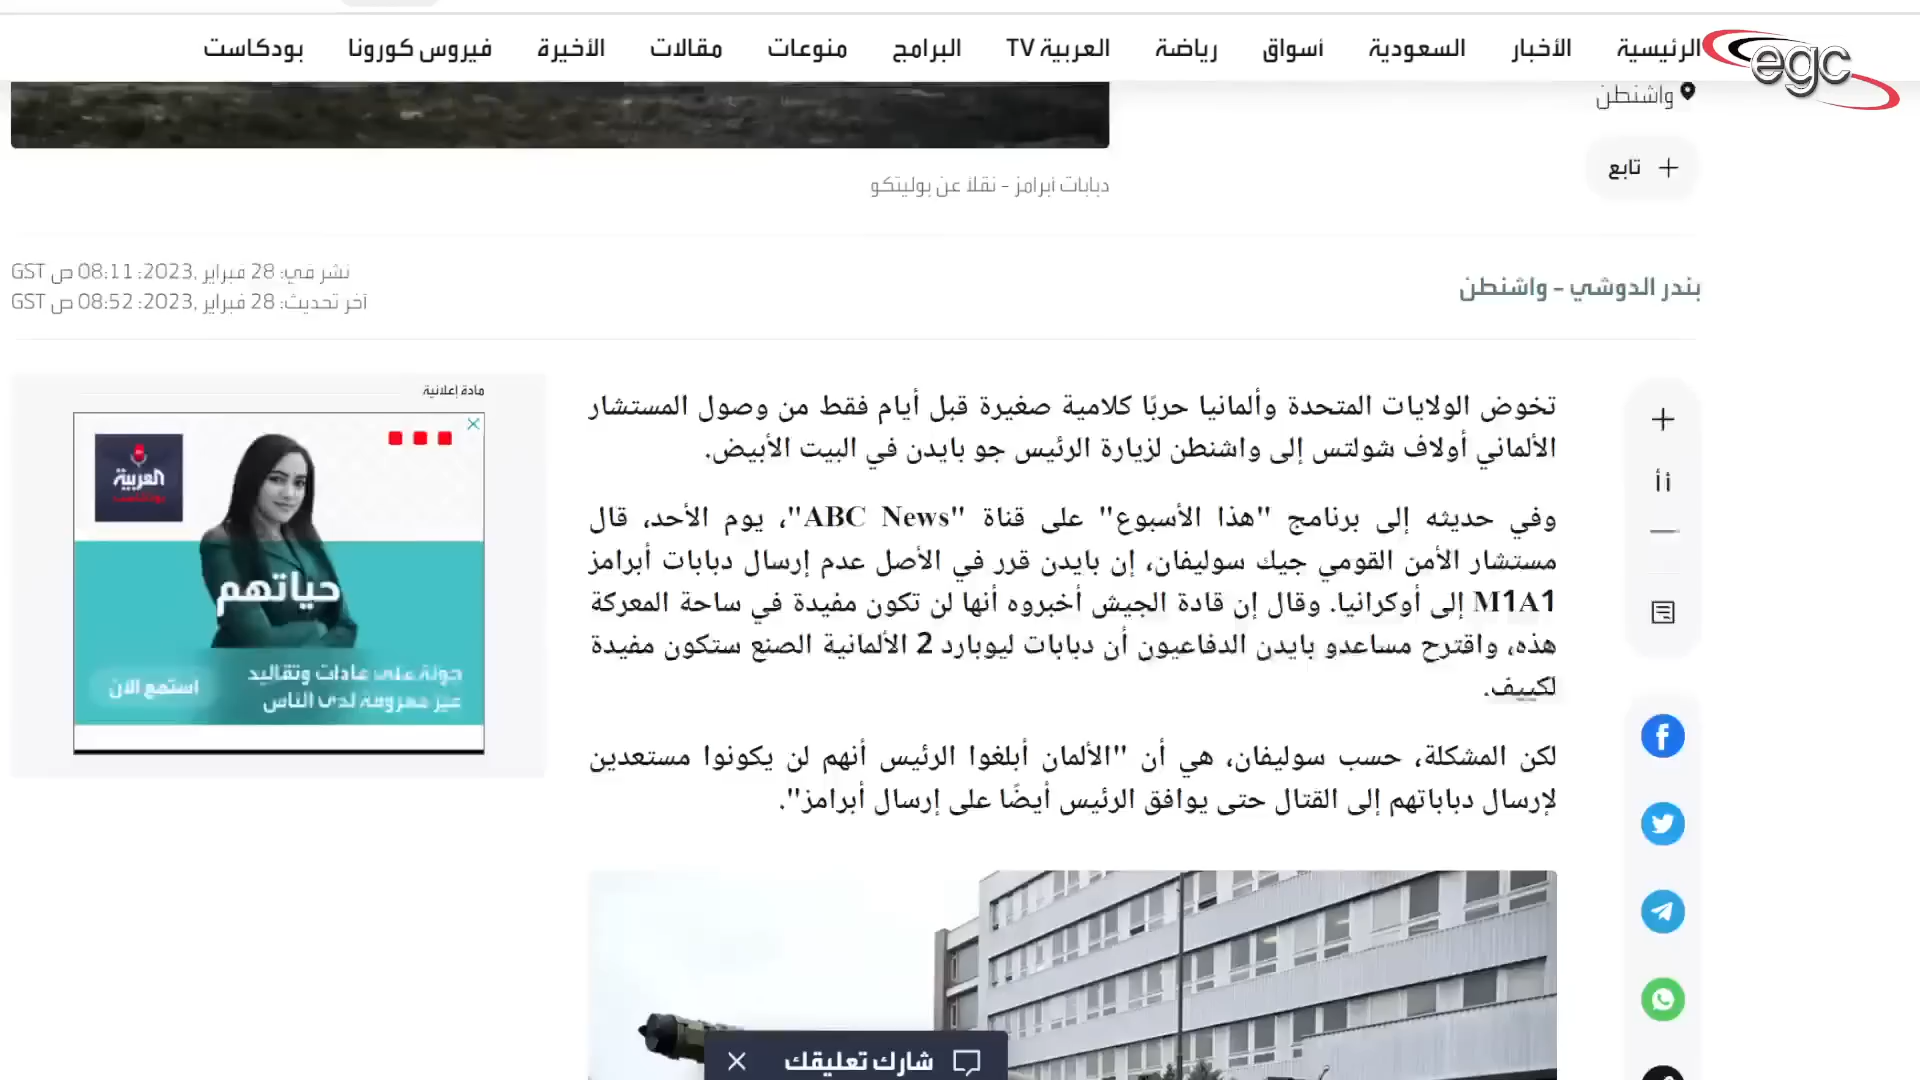 الرئيسية الأخبار السعودية أسواق رياضة العربية TV البرامج منوعات مقالات الأخيرة فيروس كورونا بودكاست
egc
واشنطن
تابع
دبابات أبرامز - نقلا عن بوليتكو
بندر الدوشي - واشنطن
نشر في: 28 فبراير ,2023: 08:11 ص GST
آخر تحديث: 28 فبراير ,2023: 08:52 ص GST
تخوض الولايات المتحدة وألمانيا حربًا كلامية صغيرة قبل أيام فقط من وصول المستشار
الألماني أولاف شولتس إلى واشنطن لزيارة الرئيس جو بايدن في البيت الأبيض.
وفي حديثه إلى برنامج "هذا الأسبوع" على قناة "ABC News"، يوم الأحد، قال
مستشار الأمن القومي جيك سوليفان، إن بايدن قرر في الأصل عدم إرسال دبابات أبرامز
M1A1 إلى أوكرانيا. وقال إن قادة الجيش أخبروه أنها لن تكون مفيدة في ساحة المعركة
هذه، واقترح مساعدو بايدن الدفاعيون أن دبابات ليوبارد 2 الألمانية الصنع ستكون مفيدة
لكييف.
لكن المشكلة، حسب سوليفان، هي أن "الألمان أبلغوا الرئيس أنهم لن يكونوا مستعدين
لإرسال دباباتهم إلى القتال حتى يوافق الرئيس أيضًا على إرسال أبرامز".
مادة إعلانية
العربية
بودكاست
حياتهم
جولة على عادات وتقاليد
غير معروفة لدى الناس
استمع الآن
شارك تعليقك